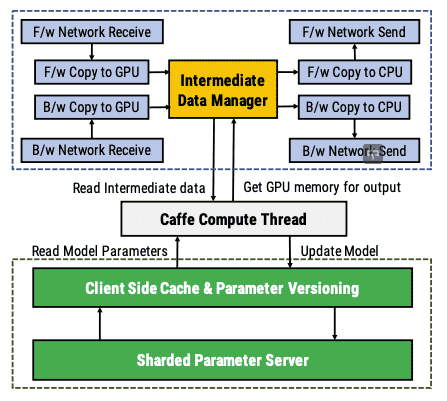 F/w Network Receive
F/w Network Send
F/w Copy to GPU
Intermediate
Data Manager
F/w Copy to CPU
B/w Copy to GPU
B/w Copy to CPU
B/w Network Receive
B/w Network Send
Read Intermediate data
Get GPU memory for output
Caffe Compute Thread
Read Model Parameters
Update Model
Client Side Cache & Parameter Versioning
Sharded Parameter Server